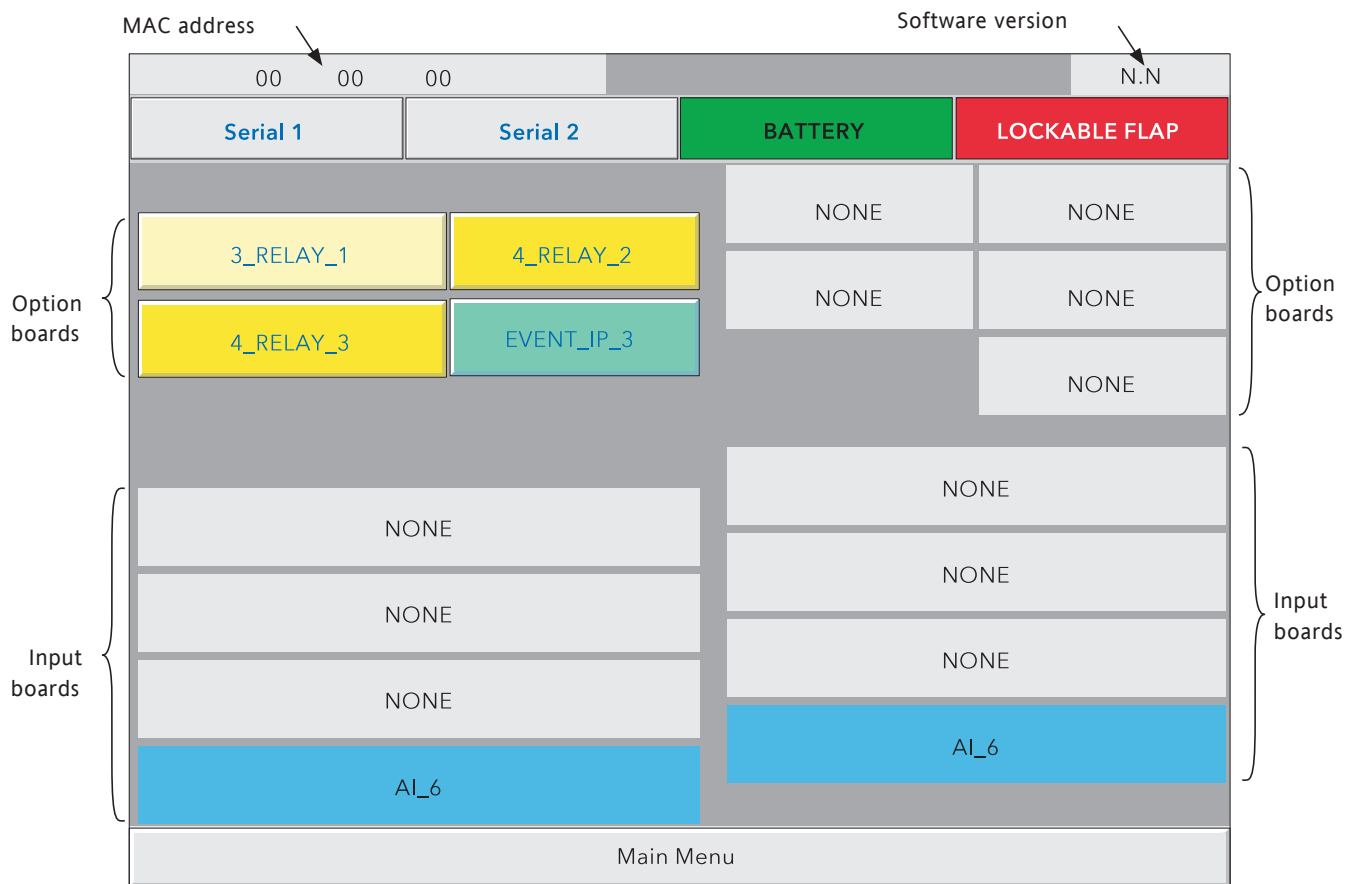 MAC address
Software version
00 00 00
N.N
Serial 1
Serial 2
BATTERY
LOCKABLE FLAP
NONE
NONE
3_RELAY_1
4_RELAY_2
NONE
NONE
4_RELAY_3
EVENT_IP_3
NONE
Option
boards
Option
boards
NONE
NONE
NONE
AI_6
Input
boards
NONE
NONE
NONE
AI_6
Input
boards
Main Menu